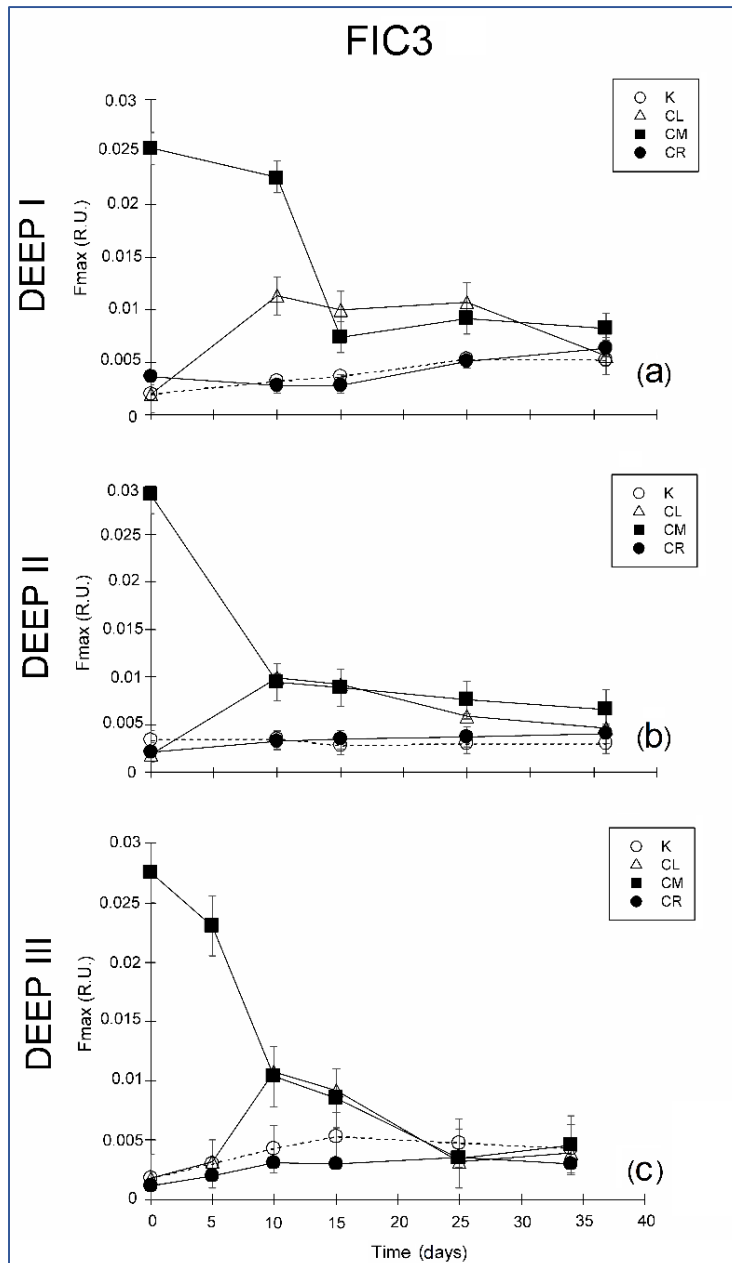 FIC3
DEEP I
Fmax (R.U.)
0.03
0.025
0.02
0.015
0.01
0.005
0
K
CL
CM
CR
(a)
DEEP II
Fmax (R.U.)
0.03
0.025
0.02
0.015
0.01
0.005
0
K
CL
CM
CR
(b)
DEEP III
Fmax (R.U.)
0.03
0.025
0.02
0.015
0.01
0.005
0
K
CL
CM
CR
(c)
0 5 10 15 20 25 30 35 40
Time (days)